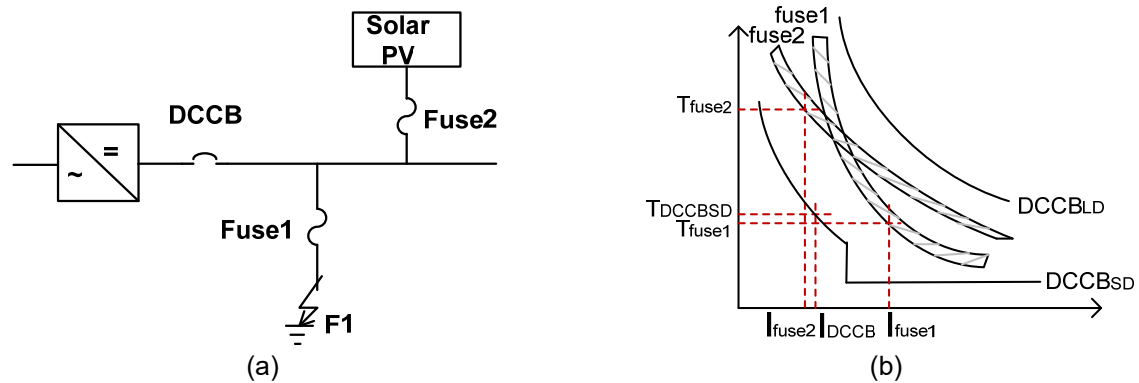 Solar
PV
DCCB
Fuse2
=
~
Fuse1
F1
(a)
fuse1
fuse2
Tfuse2
TDCCBSD
Tfuse1
DCCBLD
DCCBSD
Ifuse2
IDCCB
Ifuse1
(b)